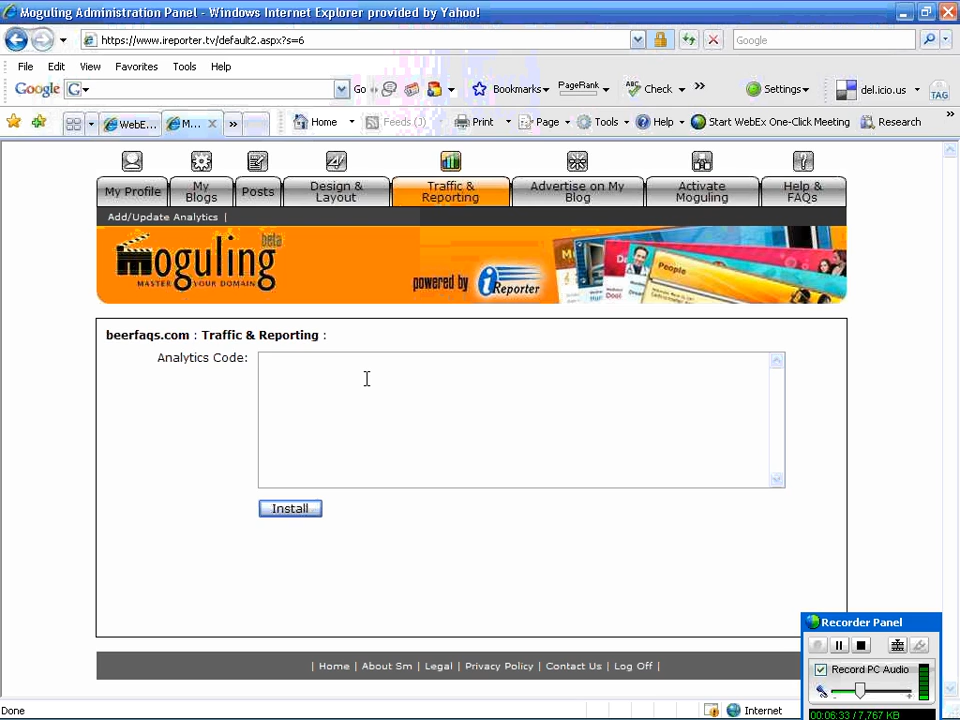 Moguling Administration Panel - Windows Internet Explorer provided by Yahoo!
https://www.ireporter.tv/default2.aspx?s=6
Google
File Edit View Favorites Tools Help
Google G Go Bookmarks PageRank ABC Check » Settings del.icio.us TAG
WebE... M... » Home Feeds (J) Print Page Tools Help Start WebEx One-Click Meeting Research »
My Profile
My Blogs
Posts
Design & Layout
Traffic & Reporting
Advertise on My Blog
Activate Moguling
Help & FAQs
Add/Update Analytics |
moguling beta
MASTER YOUR DOMAIN
powered by iReporter
People
beerfaqs.com : Traffic & Reporting :
Analytics Code:
Install
| Home | About Sm | Legal | Privacy Policy | Contact Us | Log Off |
Recorder Panel
Record PC Audio
00:06:33 / 7,767 KB
Done
Internet